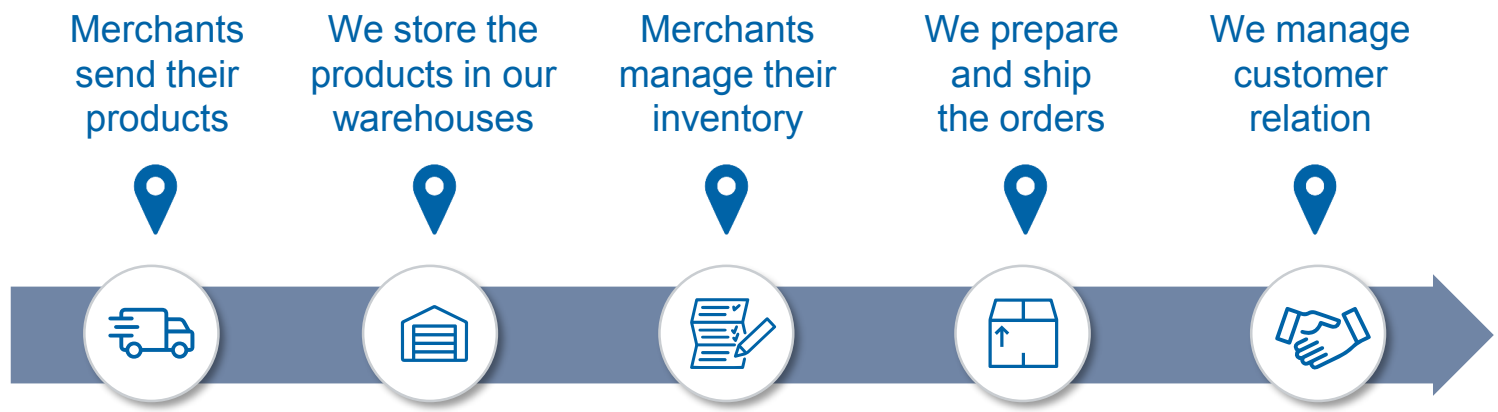 Merchants
send their
products
We store the
products in our
warehouses
Merchants
manage their
inventory
We prepare
and ship
the orders
We manage
customer
relation